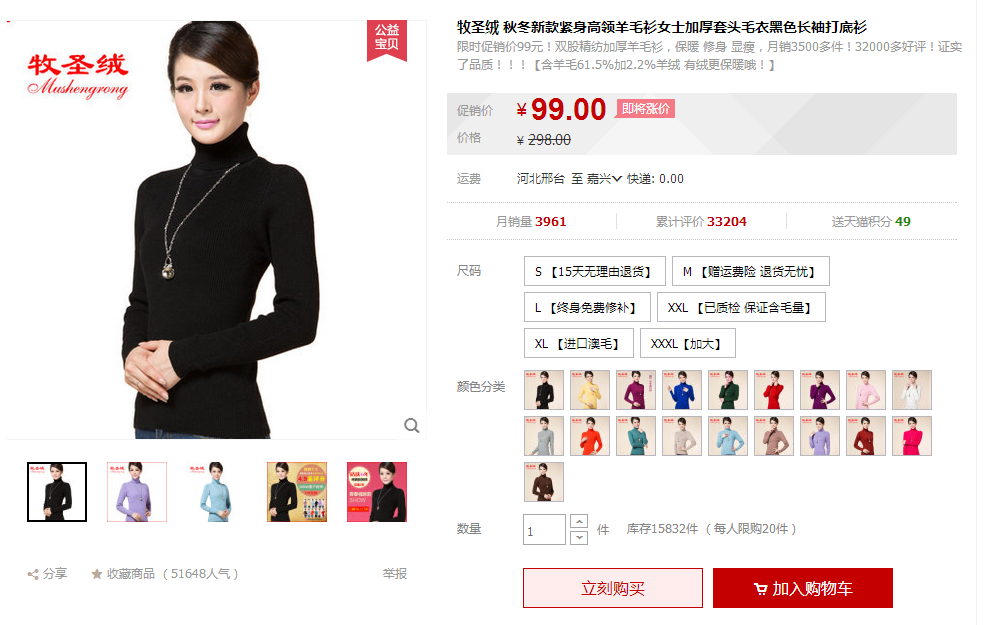 公益
宝贝
牧圣绒
Mushengrong
牧圣绒 秋冬新款紧身高领羊毛衫女士加厚套头毛衣黑色长袖打底衫
限时促销价99元！双股精纺加厚羊毛衫，保暖 修身 显瘦，月销3500多件！32000多好评！证实
了品质！！！【含羊毛61.5%加2.2%羊绒 有绒更保暖哦！】
促销价 ¥ 99.00 即将涨价
价格 ¥ 298.00
运费 河北邢台 至 嘉兴 快递: 0.00
月销量 3961 累计评价 33204 送天猫积分 49
尺码 S 【15天无理由退货】 M 【赠运费险 退货无忧】
L 【终身免费修补】 XXL 【已质检 保证含毛量】
XL 【进口澳毛】 XXXL【加大】
颜色分类
数量 1 件 库存15832件（每人限购20件）
分享 收藏商品（51648人气） 举报
立刻购买 加入购物车